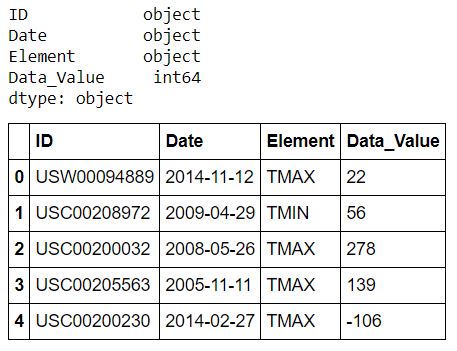 ID object
Date object
Element object
Data_Value int64
dtype: object
ID Date Element Data_Value
0 USW00094889 2014-11-12 TMAX 22
1 USC00208972 2009-04-29 TMIN 56
2 USC00200032 2008-05-26 TMAX 278
3 USC00205563 2005-11-11 TMAX 139
4 USC00200230 2014-02-27 TMAX -106